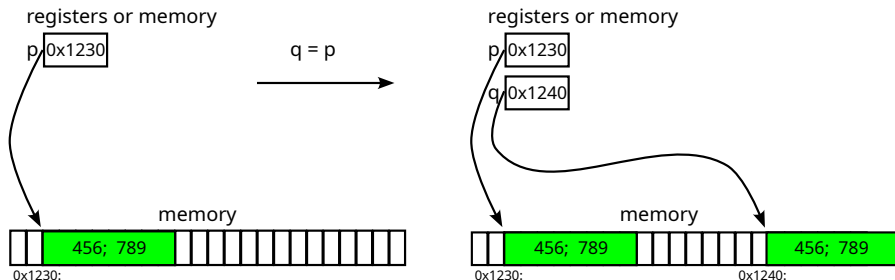 registers or memory
p 0x1230
q = p
memory
456; 789
0x1230:
registers or memory
p 0x1230
q 0x1240
memory
456; 789
456; 789
0x1230:
0x1240: